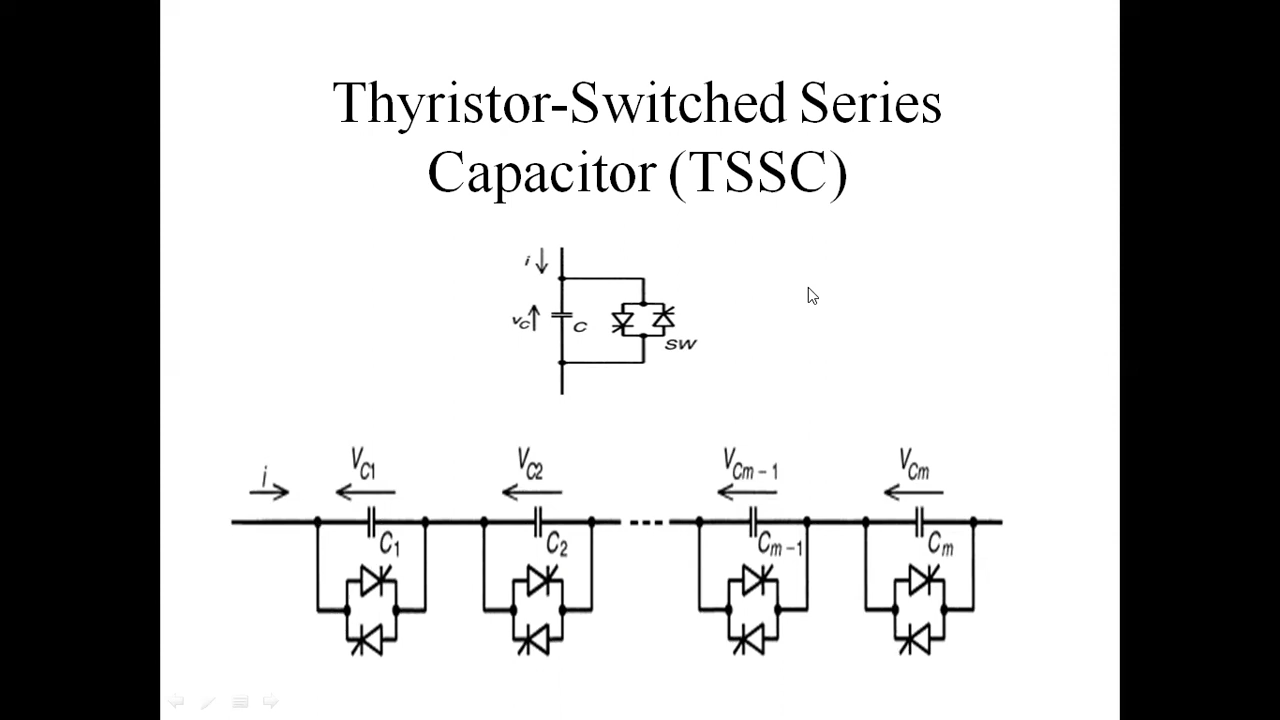 Thyristor-Switched Series
Capacitor (TSSC)
i
vC
C
SW
i
VC1
VC2
VCm-1
VCm
C1
C2
Cm-1
Cm